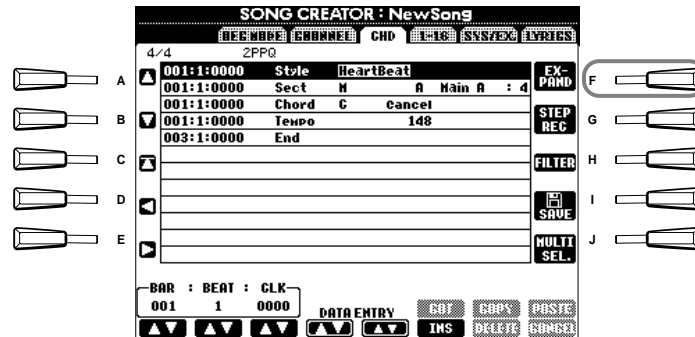 SONG CREATOR : NewSong
REC MODE CHANNEL CHD 1-16 SYS/EX. LYRICS
4/4 2PPQ
A 001:1:0000 Style HeartBeat EX-PAND F
001:1:0000 Sect M A Main A : 4
B 001:1:0000 Chord C Cancel STEP REC G
001:1:0000 Tempo 148
003:1:0000 End
C FILTER H
D SAVE I
E MULTI SEL. J
BAR : BEAT : CLK
001 1 0000 DATA ENTRY CUT COPY PASTE
INS DELETE CANCEL